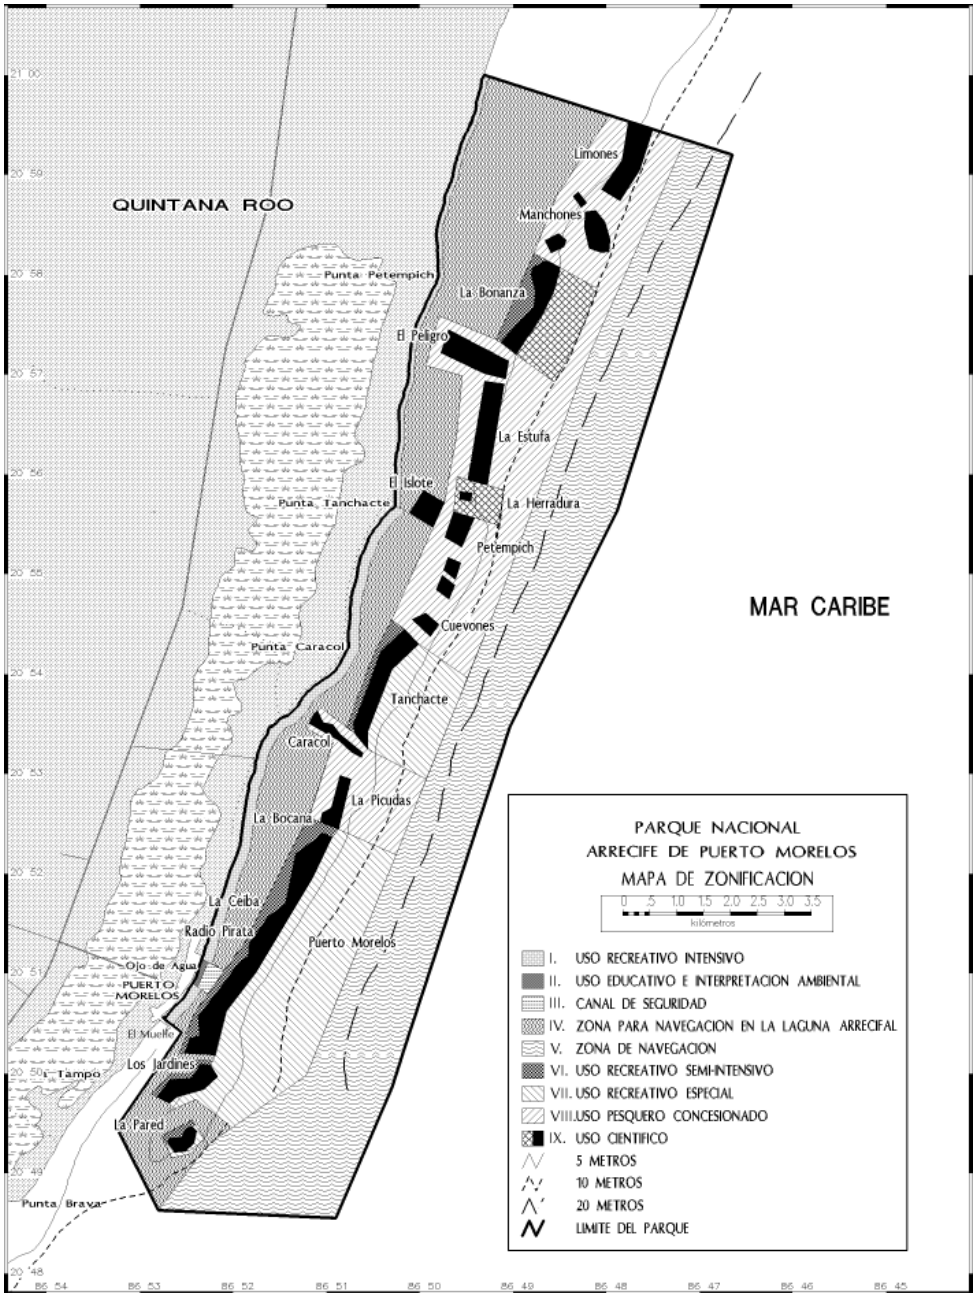 21 00
20 59
20 58
20 57
20 56
20 55
20 54
20 53
20 52
20 51
20 50
20 49
20 48
86 54
86 53
86 52
86 51
86 50
86 49
86 48
86 47
86 46
86 45
QUINTANA ROO
MAR CARIBE
Limones
Manchones
Punta Petempich
La Bonanza
El Peligro
La Estufa
El Islote
Punta Tanchacte
La Herradura
Petempich
Cuevones
Punta Caracol
Tanchacte
Caracol
La Picudas
La Bocana
La Ceiba
Radio Pirata
Puerto Morelos
Ojo de Agua
PUERTO
MORELOS
El Muelle
Los Jardines
Tampo
La Pared
Punta Brava
PARQUE NACIONAL
ARRECIFE DE PUERTO MORELOS
MAPA DE ZONIFICACION
0 .5 1.0 1.5 2.0 2.5 3.0 3.5
kilómetros
I. USO RECREATIVO INTENSIVO
II. USO EDUCATIVO E INTERPRETACION AMBIENTAL
III. CANAL DE SEGURIDAD
IV. ZONA PARA NAVEGACION EN LA LAGUNA ARRECIFAL
V. ZONA DE NAVEGACION
VI. USO RECREATIVO SEMI-INTENSIVO
VII. USO RECREATIVO ESPECIAL
VIII. USO PESQUERO CONCESIONADO
IX. USO CIENTIFICO
5 METROS
10 METROS
20 METROS
LIMITE DEL PARQUE